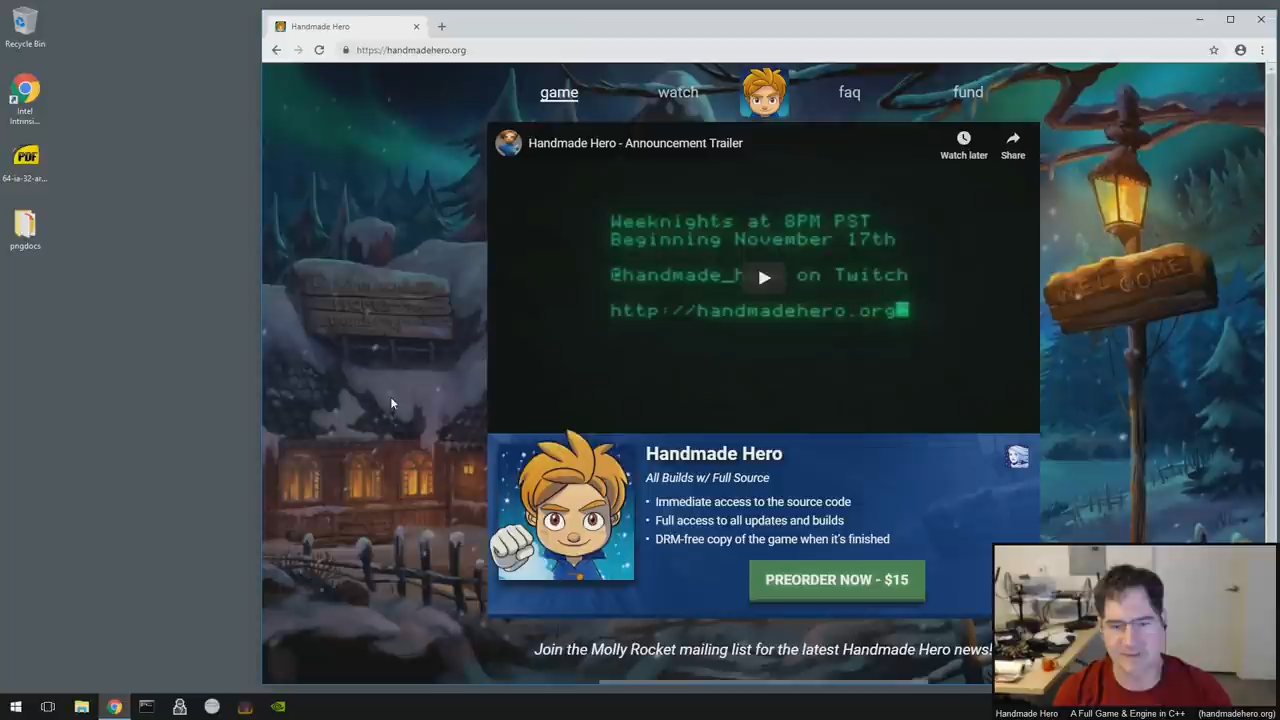 Recycle Bin
Intel
Intrinsi...
64-ia-32-ar...
pngdocs
Handmade Hero
https://handmadehero.org
game
watch
faq
fund
Handmade Hero - Announcement Trailer
Watch later
Share
Weeknights at 8PM PST
Beginning November 17th
@handmade_h on Twitch
http://handmadehero.org
WELCOME
PDF
Handmade Hero
All Builds w/ Full Source
• Immediate access to the source code
• Full access to all updates and builds
• DRM-free copy of the game when it's finished
PREORDER NOW - $15
Join the Molly Rocket mailing list for the latest Handmade Hero news!
Handmade Hero A Full Game & Engine in C++ (handmadehero.org)